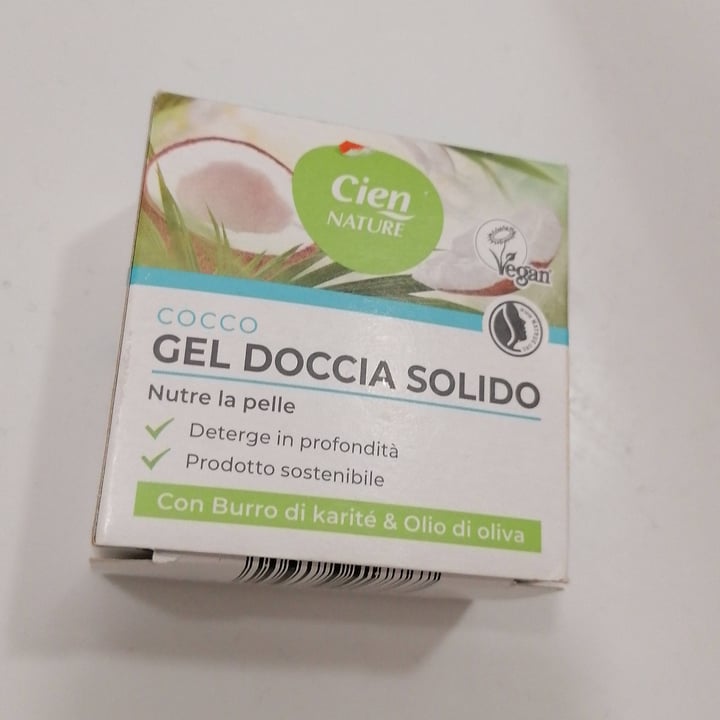 Cien
NATURE
Vegan
COCCO
GEL DOCCIA SOLIDO
Nutre la pelle
Deterge in profondità
Prodotto sostenibile
Con Burro di karité & Olio di oliva